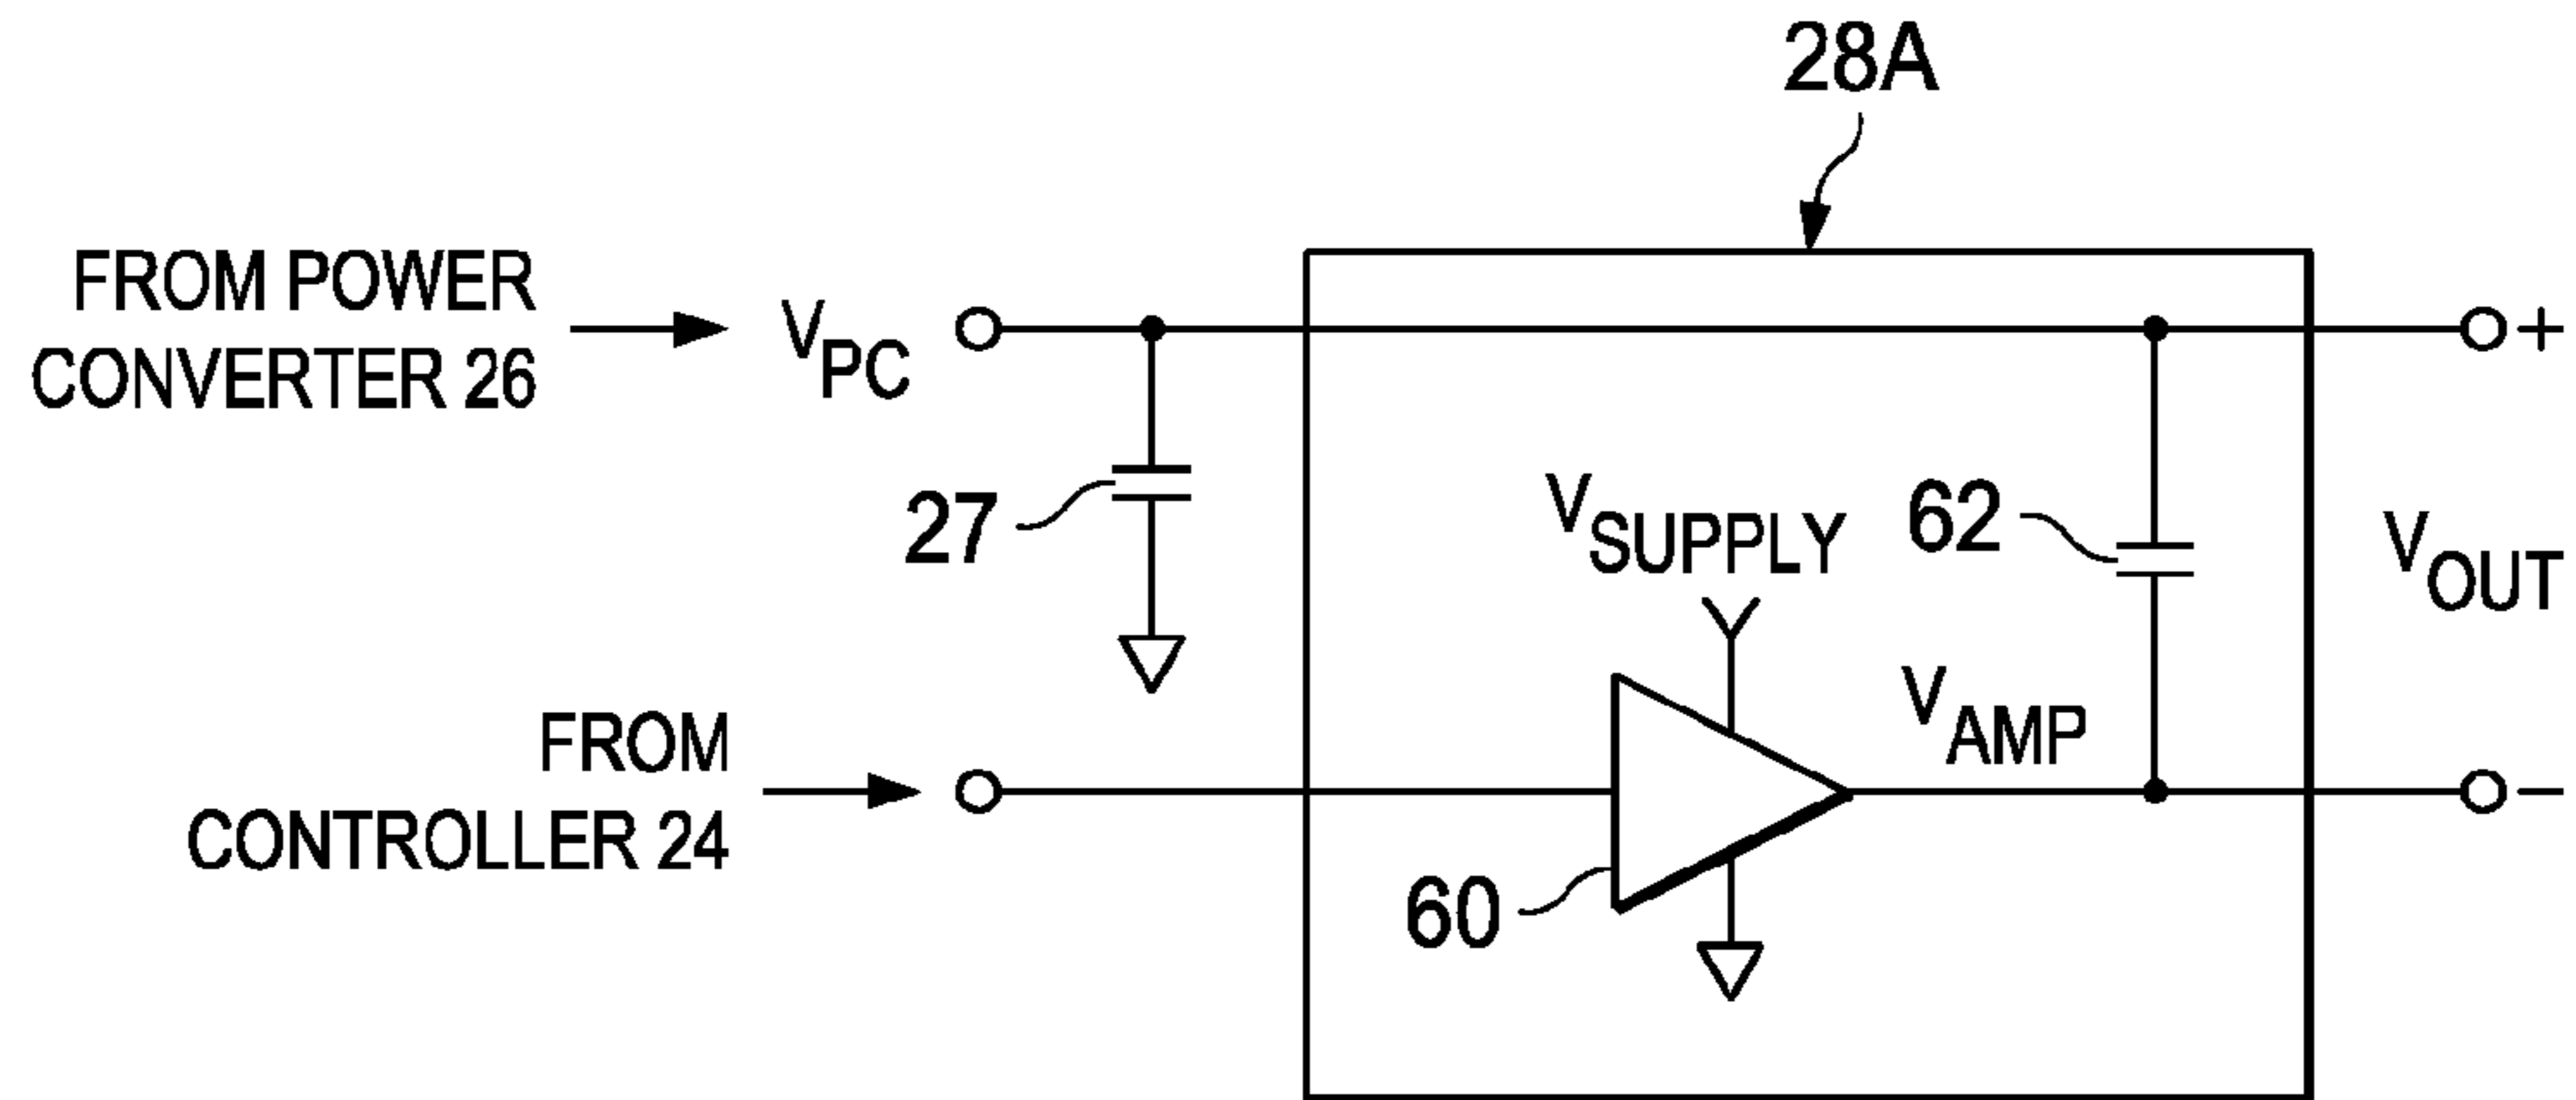 28A
FROM POWER
CONVERTER 26
VPC
+
27
VSUPPLY
62
VOUT
FROM
CONTROLLER 24
VAMP
60
−